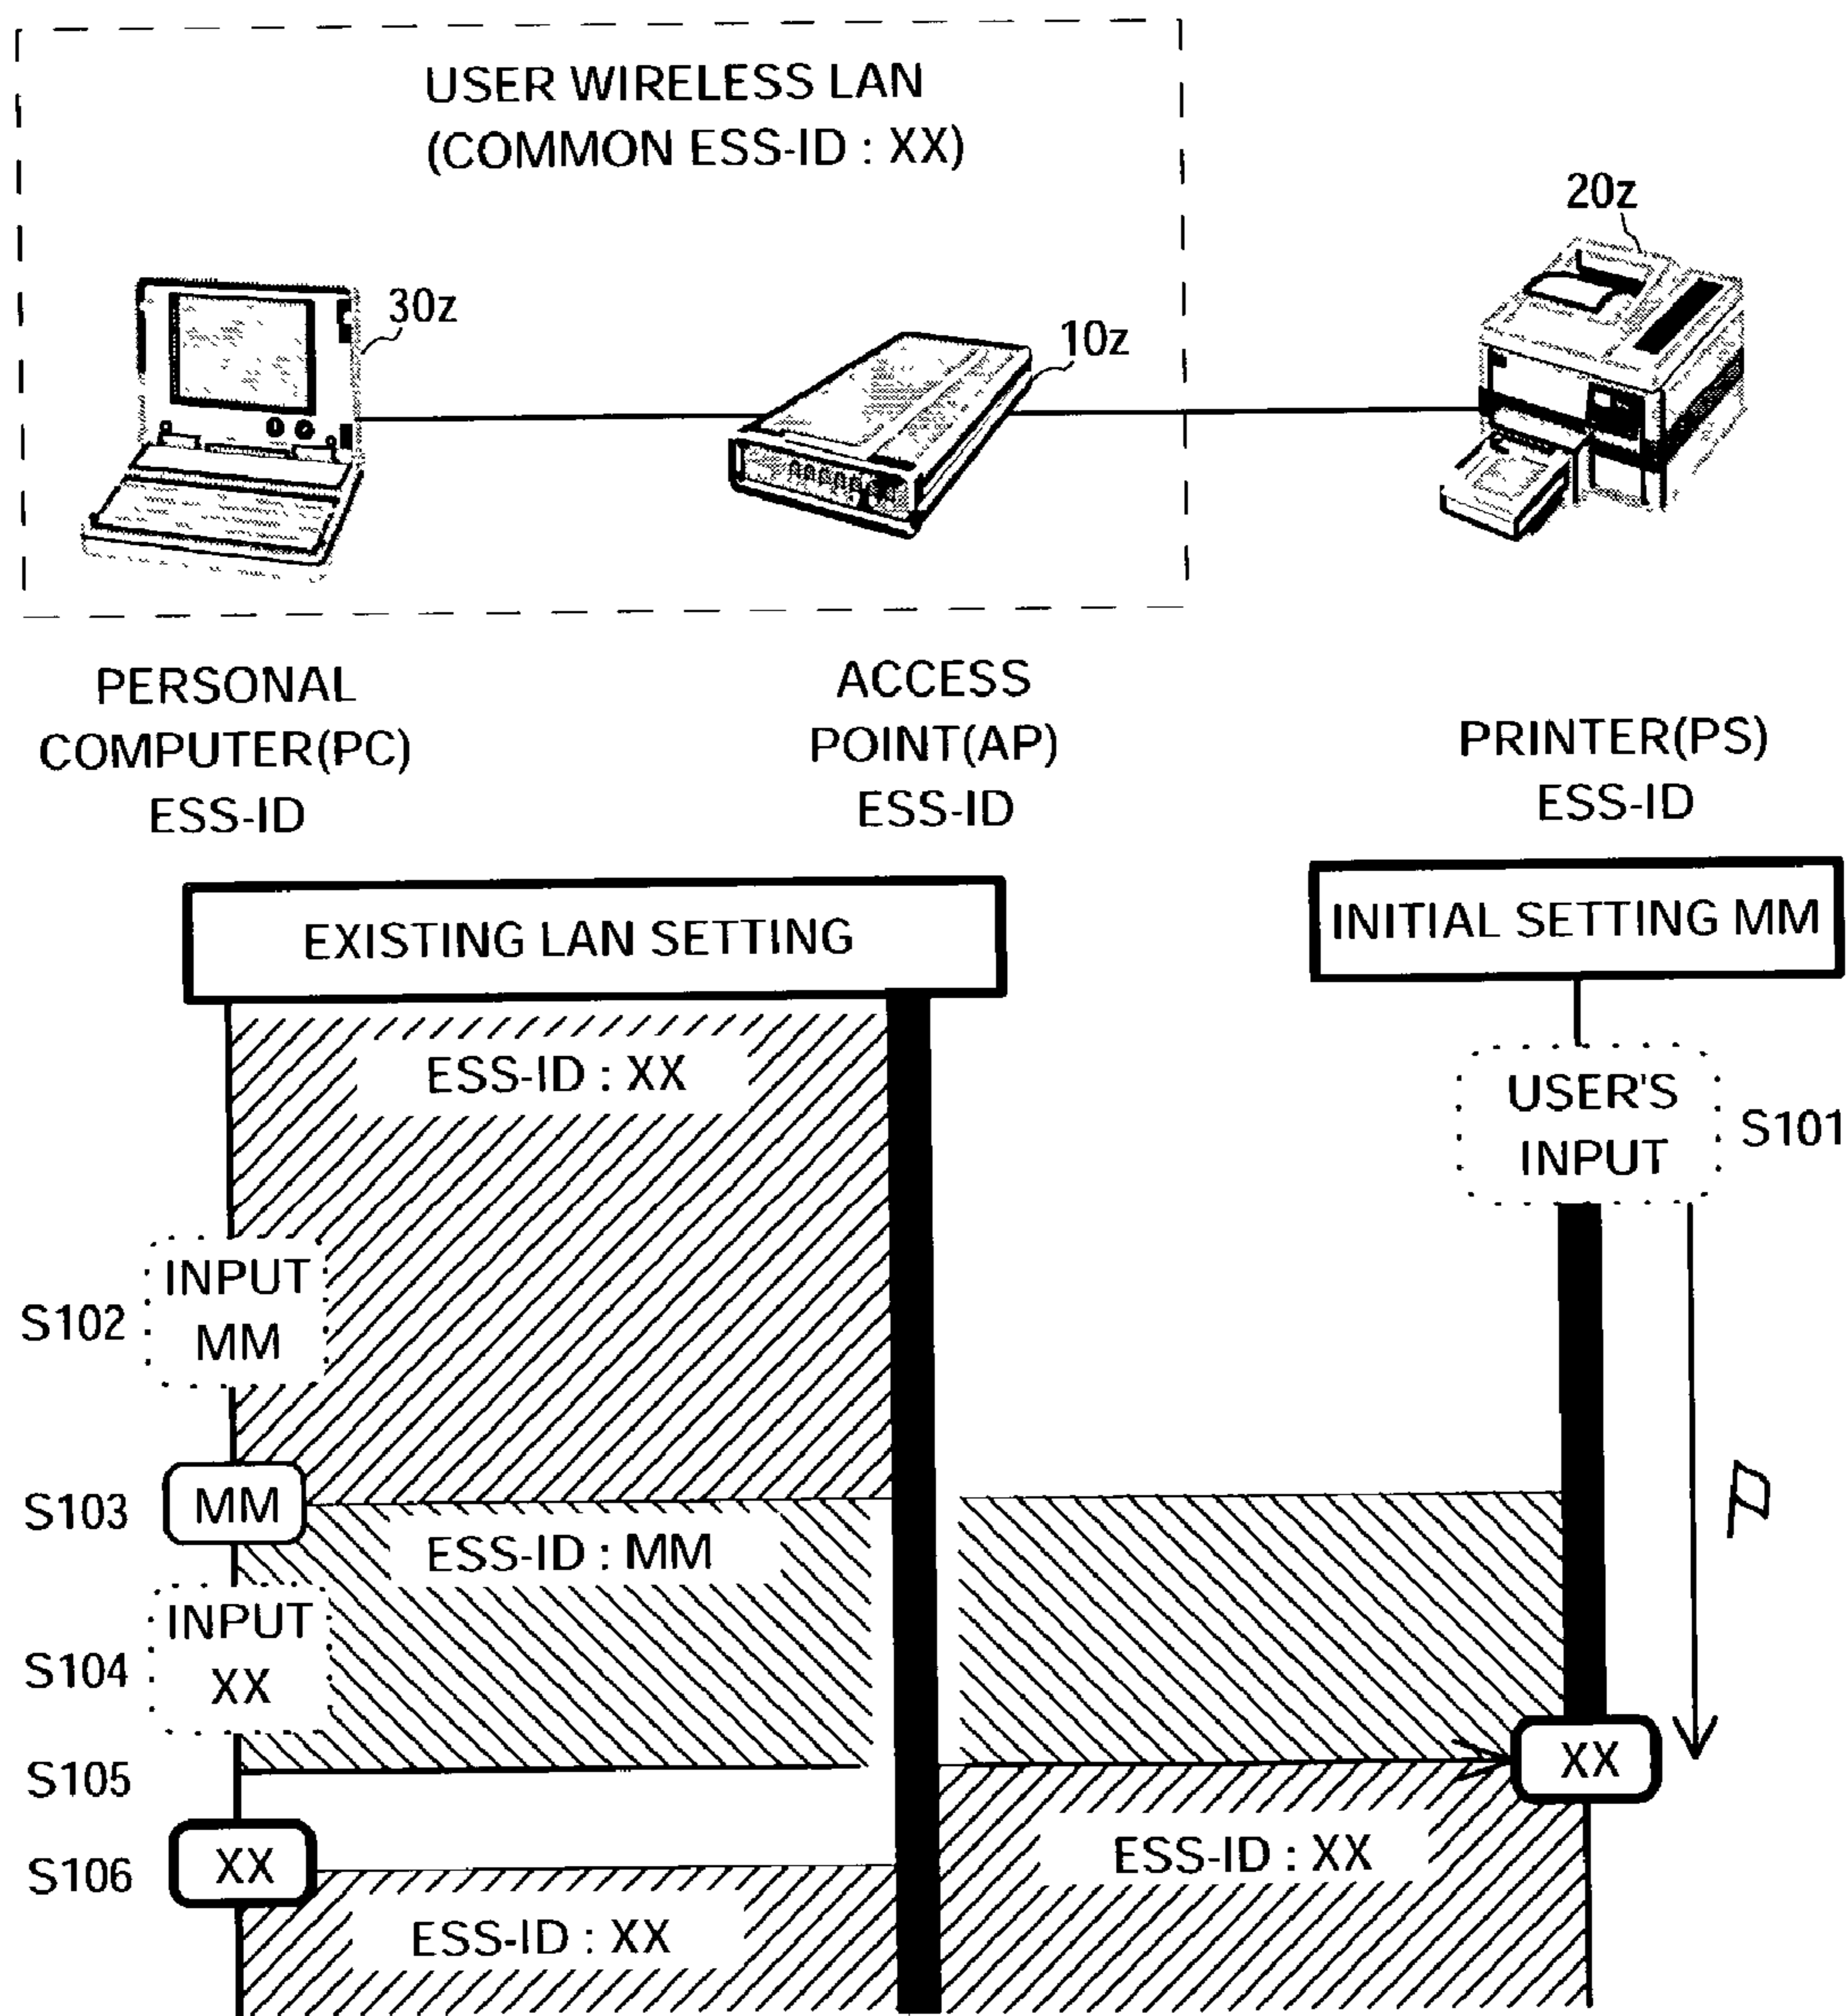 USER WIRELESS LAN
(COMMON ESS-ID : XX)
20z
30z
10z
PERSONAL
COMPUTER(PC)
ESS-ID
ACCESS
POINT(AP)
ESS-ID
PRINTER(PS)
ESS-ID
EXISTING LAN SETTING
INITIAL SETTING MM
ESS-ID : XX
USER'S
INPUT
S101
INPUT
MM
S102
S103
MM
ESS-ID : MM
INPUT
XX
S104
S105
XX
S106
XX
ESS-ID : XX
ESS-ID : XX